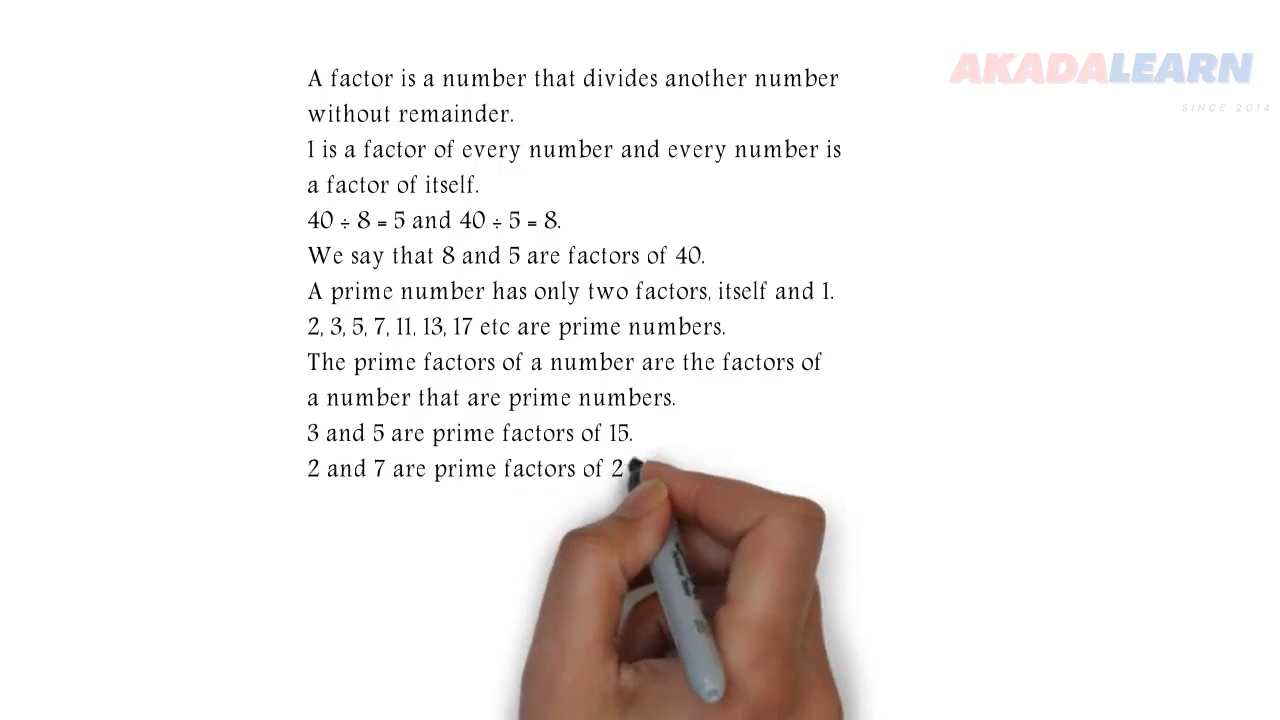 AKADALEARN
SINCE 2014
A factor is a number that divides another number
without remainder.
1 is a factor of every number and every number is
a factor of itself.
40 ÷ 8 = 5 and 40 ÷ 5 = 8.
We say that 8 and 5 are factors of 40.
A prime number has only two factors, itself and 1.
2, 3, 5, 7, 11, 13, 17 etc are prime numbers.
The prime factors of a number are the factors of
a number that are prime numbers.
3 and 5 are prime factors of 15.
2 and 7 are prime factors of 2